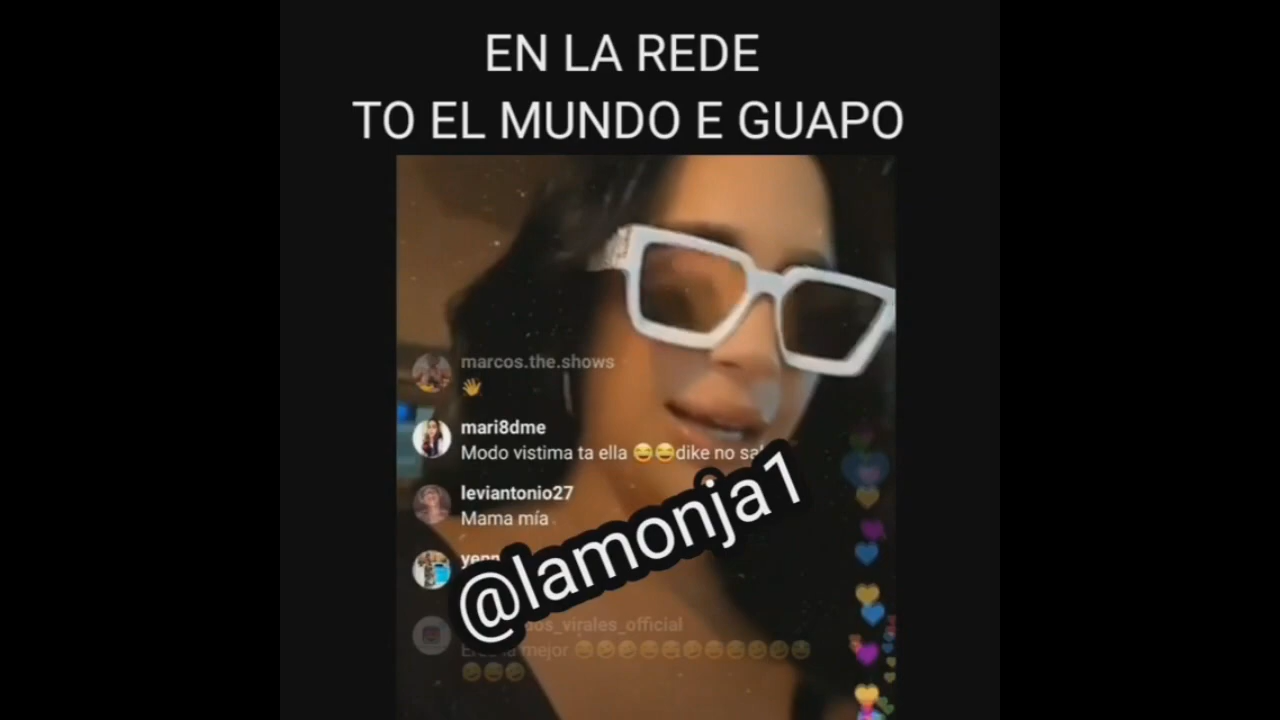 EN LA REDE
TO EL MUNDO E GUAPO
marcos.the.shows
👋
mari8dme
Modo vistima ta ella 😂😂dike no
leviantonio27
Mama mía
@lamonja1
mejor 😂🤣🤣😂😂🤣😂🤣😂🤣😂
🤣🤣🤣